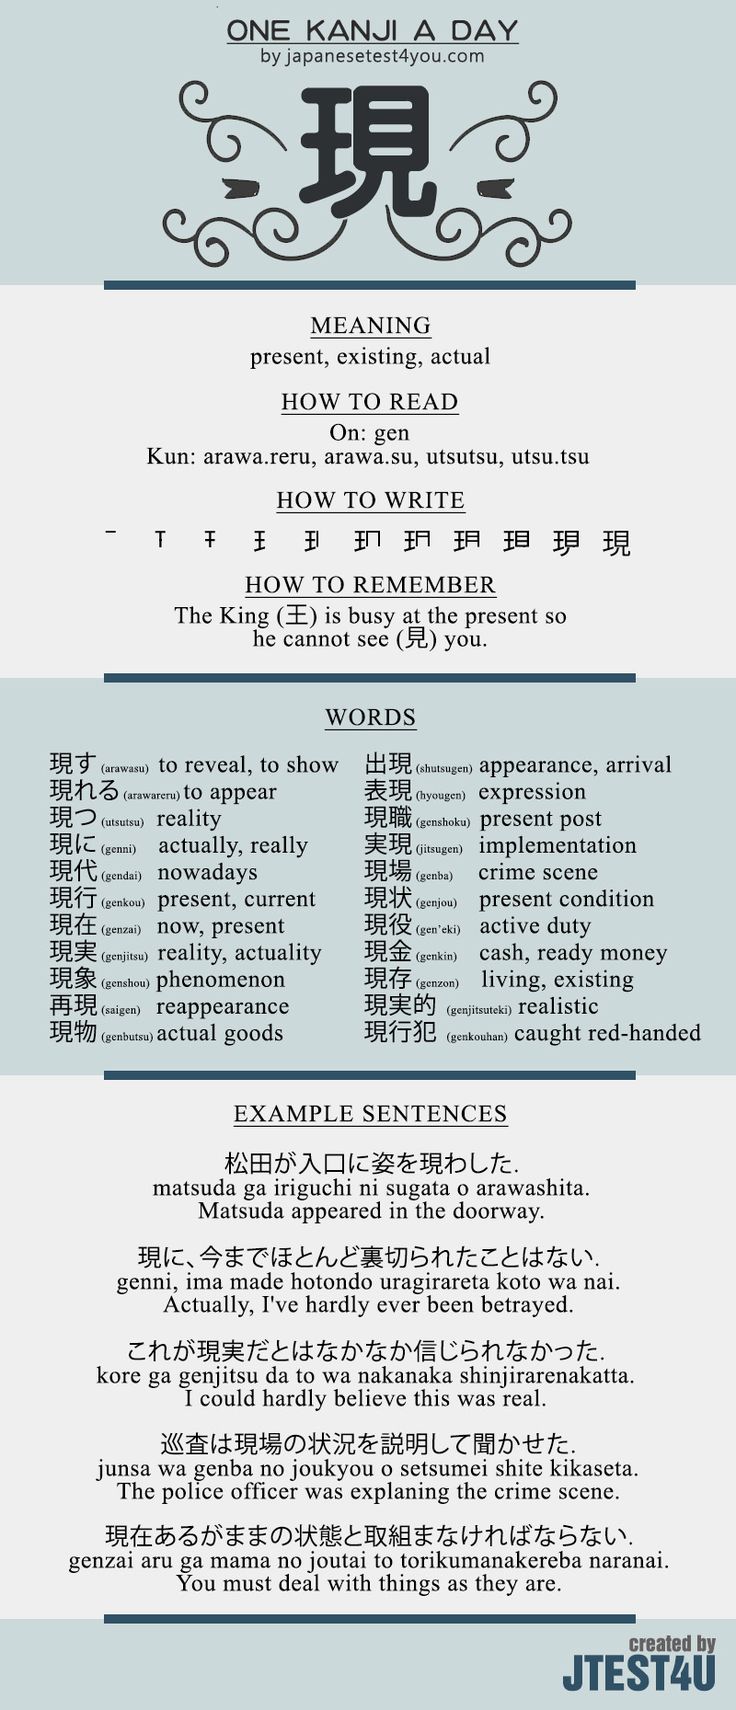 ONE KANJI A DAY
by japanesetest4you.com
現
MEANING
present, existing, actual
HOW TO READ
On: gen
Kun: arawa.reru, arawa.su, utsutsu, utsu.tsu
HOW TO WRITE
現
HOW TO REMEMBER
The King (王) is busy at the present so
he cannot see (見) you.
WORDS
現す (arawasu) to reveal, to show
現れる (arawareru) to appear
現つ (utsutsu) reality
現に (genni) actually, really
現代 (gendai) nowadays
現行 (genkou) present, current
現在 (genzai) now, present
現実 (genjitsu) reality, actuality
現象 (genshou) phenomenon
再現 (saigen) reappearance
現物 (genbutsu) actual goods
出現 (shutsugen) appearance, arrival
表現 (hyougen) expression
現職 (genshoku) present post
実現 (jitsugen) implementation
現場 (genba) crime scene
現状 (genjou) present condition
現役 (gen'eki) active duty
現金 (genkin) cash, ready money
現存 (genzon) living, existing
現実的 (genjitsuteki) realistic
現行犯 (genkouhan) caught red-handed
EXAMPLE SENTENCES
松田が入口に姿を現わした.
matsuda ga iriguchi ni sugata o arawashita.
Matsuda appeared in the doorway.
現に、今までほとんど裏切られたことはない.
genni, ima made hotondo uragirareta koto wa nai.
Actually, I've hardly ever been betrayed.
これが現実だとはなかなか信じられなかった.
kore ga genjitsu da to wa nakanaka shinjirarenakatta.
I could hardly believe this was real.
巡査は現場の状況を説明して聞かせた.
junsa wa genba no joukyou o setsumei shite kikaseta.
The police officer was explaning the crime scene.
現在あるがままの状態と取組まなければならない.
genzai aru ga mama no joutai to torikumanakereba naranai.
You must deal with things as they are.
created by
JTEST4U